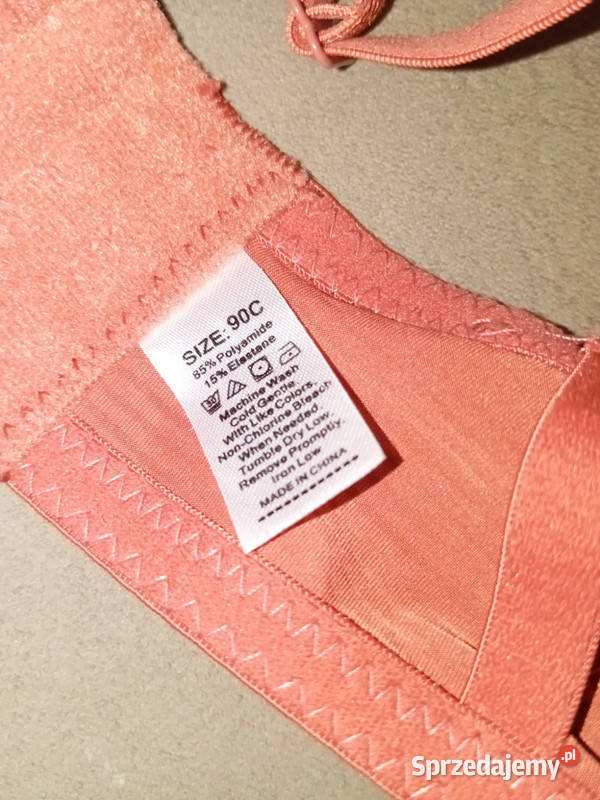 SIZE: 90C
85% Polyamide
15% Elastane
Machine Wash
Cold Gentle
With Like Colors.
Non-Chlorine Breach
When Needed.
Tumble Dry Low.
Remove Promptly.
Iron Low
MADE IN CHINA
Sprzedajemy.pl